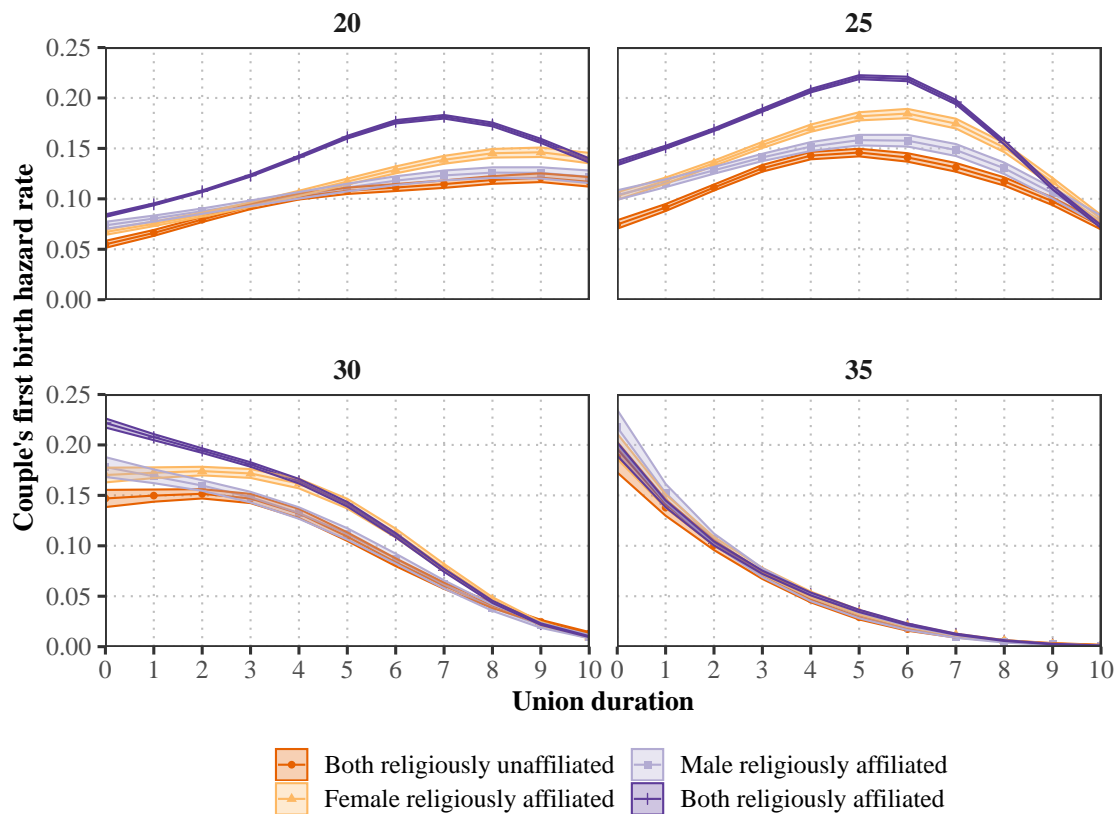 20
25
0.25
0.20
0.15
0.10
0.05
0.00
30
35
0.25
0.20
0.15
0.10
0.05
0.00
0 1 2 3 4 5 6 7 8 9 10
0 1 2 3 4 5 6 7 8 9 10
Couple's first birth hazard rate
Union duration
Both religiously unaffiliated
Male religiously affiliated
Female religiously affiliated
Both religiously affiliated